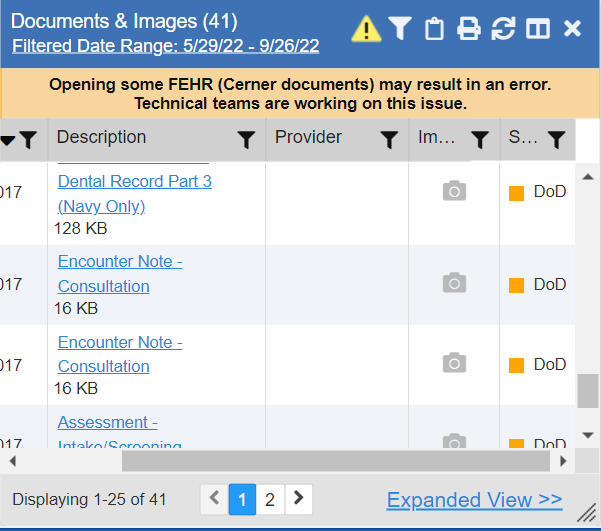 Documents & Images (41)
Filtered Date Range: 5/29/22 - 9/26/22
Opening some FEHR (Cerner documents) may result in an error.
Technical teams are working on this issue.
Description Provider Im... S...
017 Dental Record Part 3 DoD
(Navy Only)
128 KB
017 Encounter Note - DoD
Consultation
16 KB
017 Encounter Note - DoD
Consultation
16 KB
017 Assessment - DoD
Intake/Screening
Displaying 1-25 of 41 < 1 2 > Expanded View >>